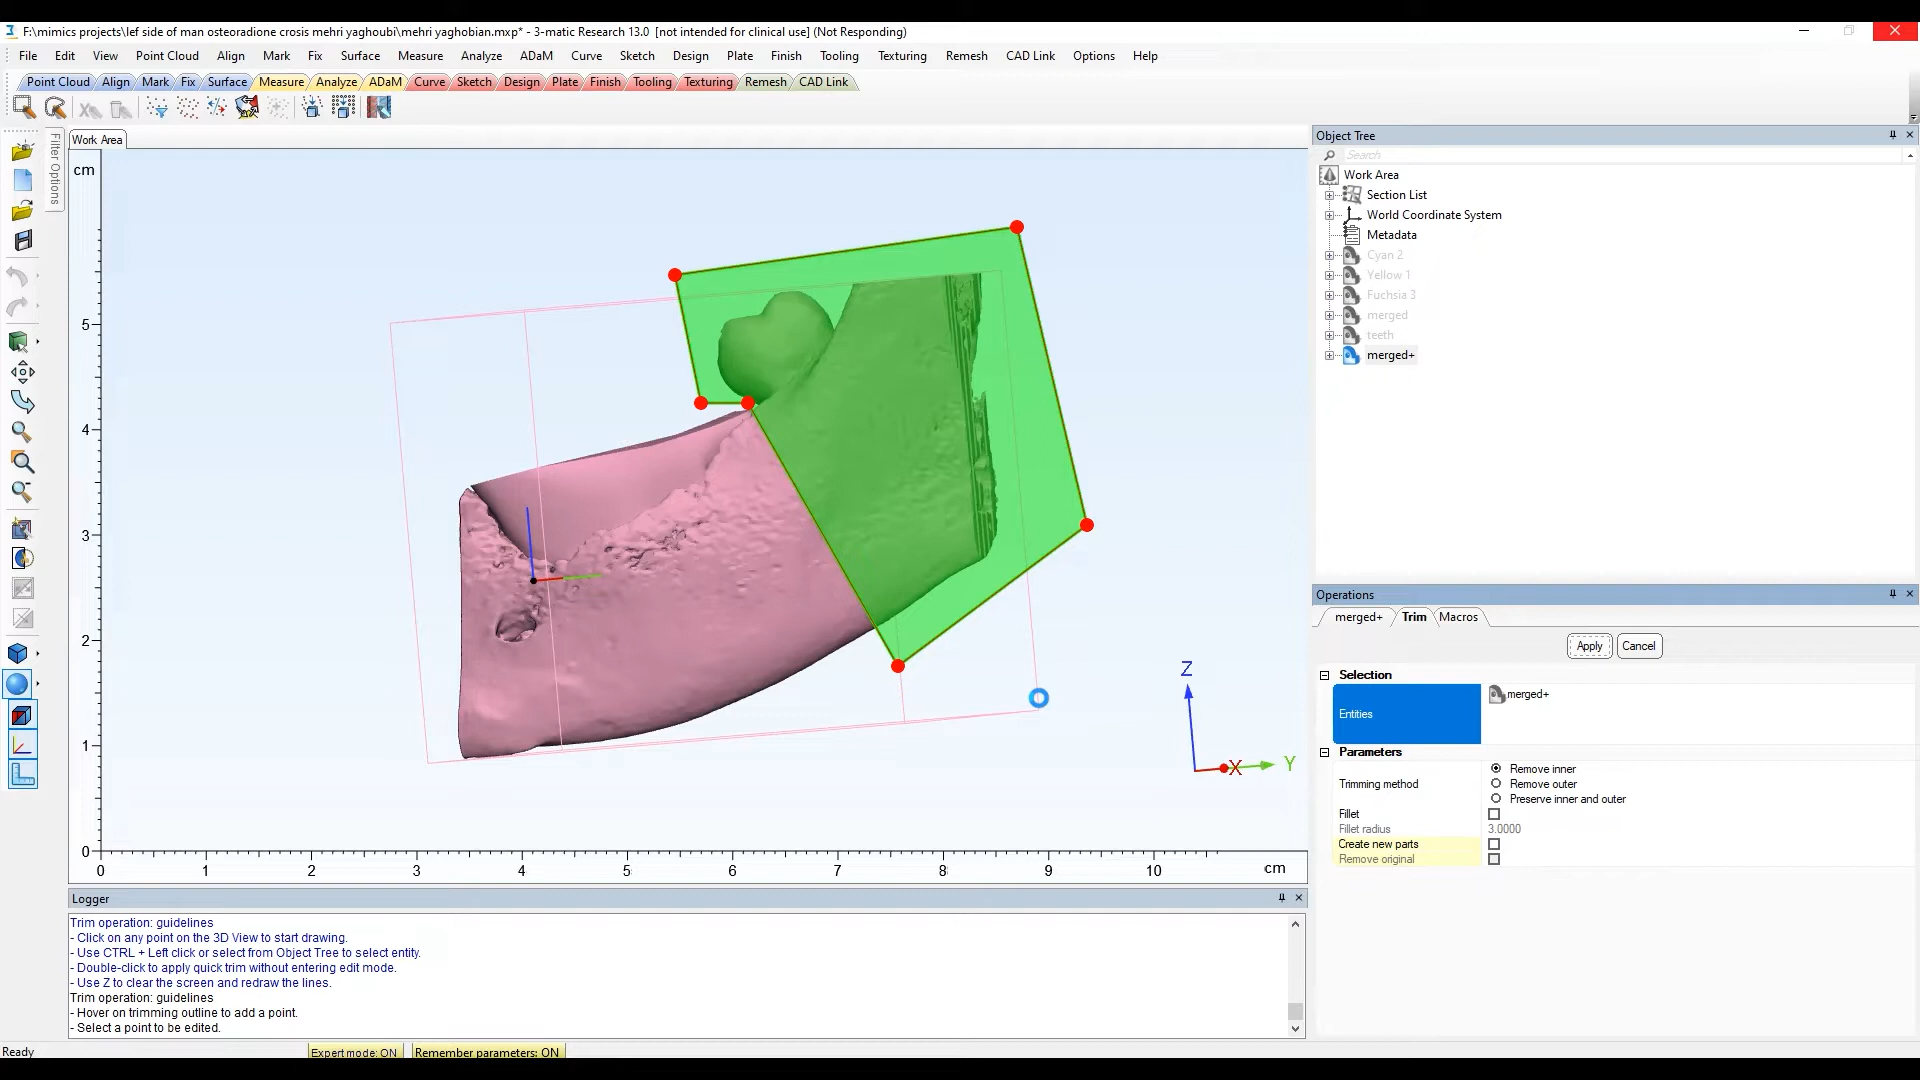 F:\mimics projects\lef side of man osteoradione crosis mehri yaghoubi\mehri yaghobian.mxp* - 3-matic Research 13.0 [not intended for clinical use] (Not Responding)
File Edit View Point Cloud Align Mark Fix Surface Measure Analyze ADaM Curve Sketch Design Plate Finish Tooling Texturing Remesh CAD Link Options Help
Point Cloud Align Mark Fix Surface Measure Analyze ADaM Curve Sketch Design Plate Finish Tooling Texturing Remesh CAD Link
Filter Options
Work Area
cm
5
4
3
2
1
0
0 1 2 3 4 5 6 7 8 9 10 cm
Z
X
Y
Object Tree
Search
Work Area
Section List
World Coordinate System
Metadata
Cyan 2
Yellow 1
Fuchsia 3
merged
teeth
merged+
Operations
merged+ Trim Macros
Apply Cancel
Selection
Entities merged+
Parameters
Trimming method
Remove inner
Remove outer
Preserve inner and outer
Fillet
Fillet radius 3.0000
Create new parts
Remove original
Logger
Trim operation: guidelines
- Click on any point on the 3D View to start drawing.
- Use CTRL + Left click or select from Object Tree to select entity.
- Double-click to apply quick trim without entering edit mode.
- Use Z to clear the screen and redraw the lines.
Trim operation: guidelines
- Hover on trimming outline to add a point.
- Select a point to be edited.
Ready Expert mode: ON Remember parameters: ON